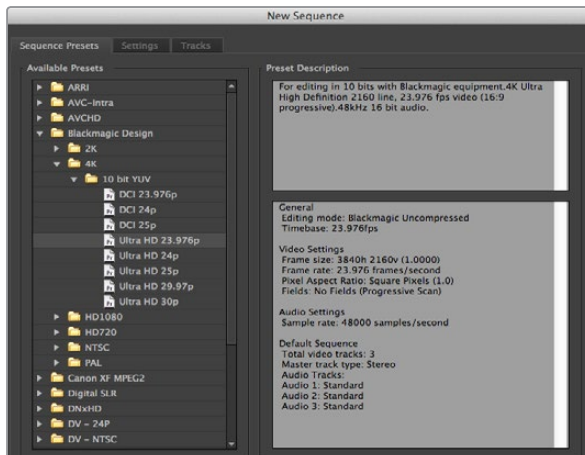 New Sequence
Sequence Presets
Settings
Tracks
Available Presets
ARRI
AVC-Intra
AVCHD
Blackmagic Design
2K
4K
10 bit YUV
DCI 23.976p
DCI 24p
DCI 25p
Ultra HD 23.976p
Ultra HD 24p
Ultra HD 25p
Ultra HD 29.97p
Ultra HD 30p
HD1080
HD720
NTSC
PAL
Canon XF MPEG2
Digital SLR
DNxHD
DV - 24P
DV - NTSC
Preset Description
For editing in 10 bits with Blackmagic equipment.4K Ultra
High Definition 2160 line, 23.976 fps video (16:9
progressive).48kHz 16 bit audio.
General
Editing mode: Blackmagic Uncompressed
Timebase: 23.976fps
Video Settings
Frame size: 3840h 2160v (1.0000)
Frame rate: 23.976 frames/second
Pixel Aspect Ratio: Square Pixels (1.0)
Fields: No Fields (Progressive Scan)
Audio Settings
Sample rate: 48000 samples/second
Default Sequence
Total video tracks: 3
Master track type: Stereo
Audio Tracks:
Audio 1: Standard
Audio 2: Standard
Audio 3: Standard